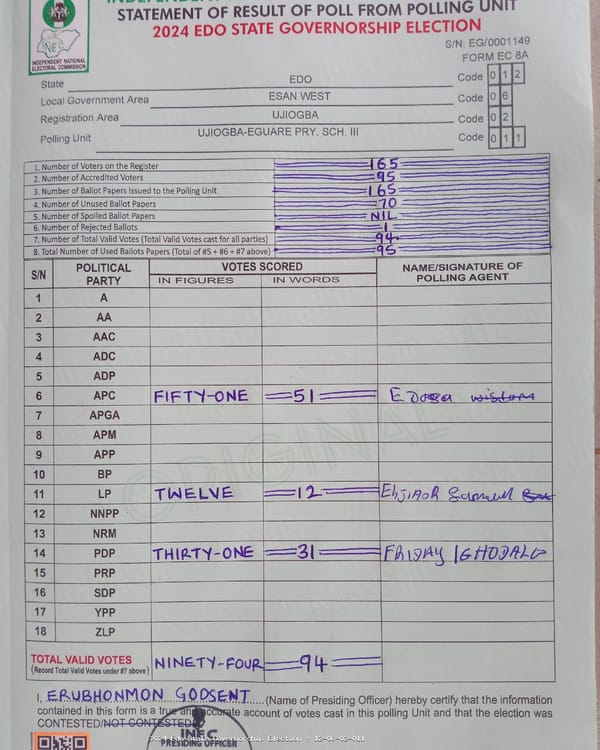 STATEMENT OF RESULT OF POLL FROM POLLING UNIT
2024 EDO STATE GOVERNORSHIP ELECTION
INEC
INDEPENDENT NATIONAL
ELECTORAL COMMISSION
S/N: EG/0001149
FORM EC 8A
State EDO Code 0 1 2
Local Government Area ESAN WEST Code 0 6
Registration Area UJIOGBA Code 0 2
Polling Unit UJIOGBA-EGUARE PRY. SCH. III Code 0 1 1
1. Number of Voters on the Register 165
2. Number of Accredited Voters 95
3. Number of Ballot Papers Issued to the Polling Unit 165
4. Number of Unused Ballot Papers 70
5. Number of Spoiled Ballot Papers NIL
6. Number of Rejected Ballots 1
7. Number of Total Valid Votes (Total Valid Votes cast for all parties) 94
8. Total Number of Used Ballots Papers (Total of #5 + #6 + #7 above) 95
S/N POLITICAL PARTY VOTES SCORED NAME/SIGNATURE OF POLLING AGENT
IN FIGURES IN WORDS
1 A
2 AA
3 AAC
4 ADC
5 ADP
6 APC FIFTY-ONE 51 wisdom
7 APGA
8 APM
9 APP
10 BP
11 LP TWELVE 12 Samuel
12 NNPP
13 NRM
14 PDP THIRTY-ONE 31 FRIDAY IGHODALO
15 PRP
16 SDP
17 YPP
18 ZLP
ORIGINAL
TOTAL VALID VOTES NINETY-FOUR 94
(Record Total Valid Votes under #7 above)
I, ERUBHONMON GODSENT (Name of Presiding Officer) hereby certify that the information
contained in this form is a true and accurate account of votes cast in this polling Unit and that the election was
CONTESTED/NOT CONTESTED
INEC
PRESIDING OFFICER
2024 Edo State Governorship Election - 12-06-02-011